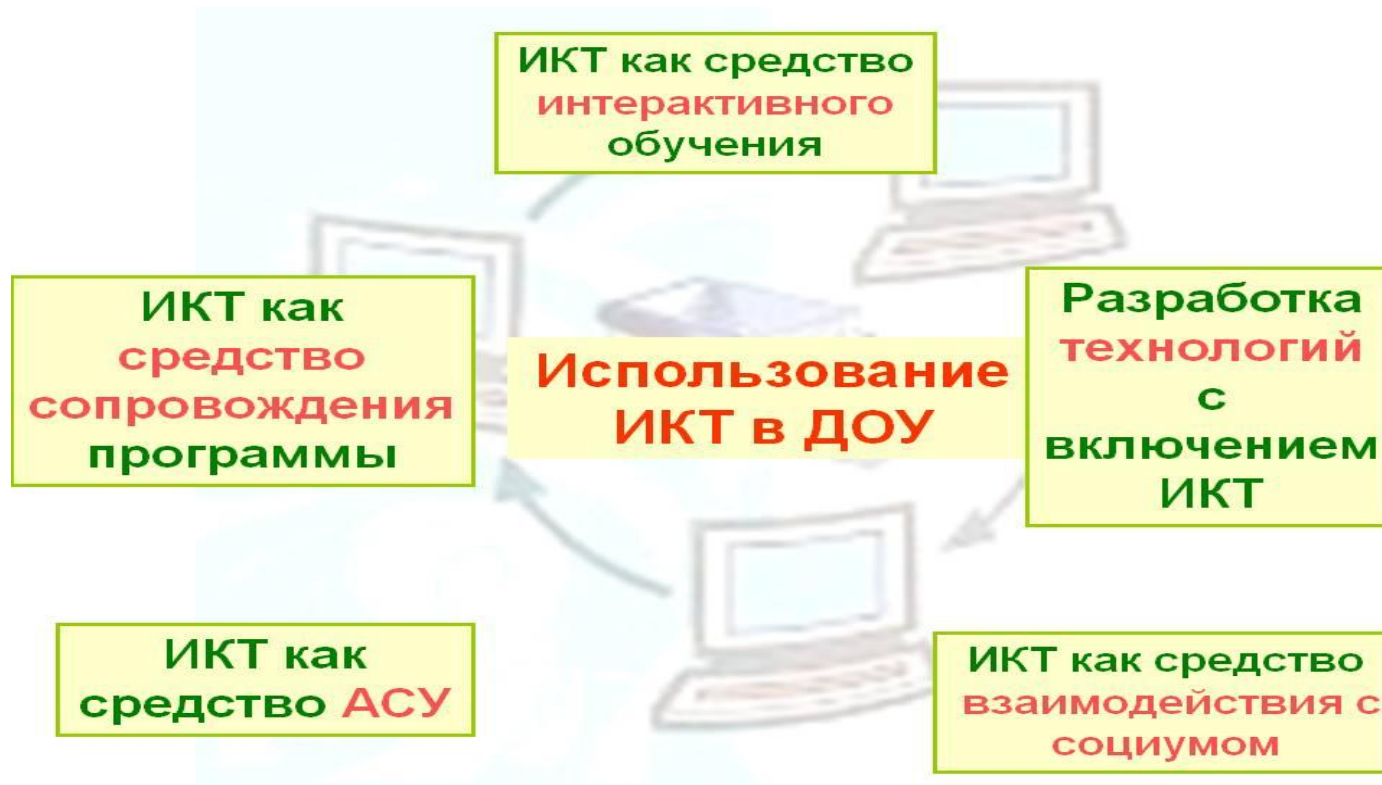 ИКТ как средство
интерактивного
обучения
ИКТ как
средство
сопровождения
программы
Использование
ИКТ в ДОУ
Разработка
технологий
с
включением
ИКТ
ИКТ как
средство АСУ
ИКТ как средство
взаимодействия с
социумом